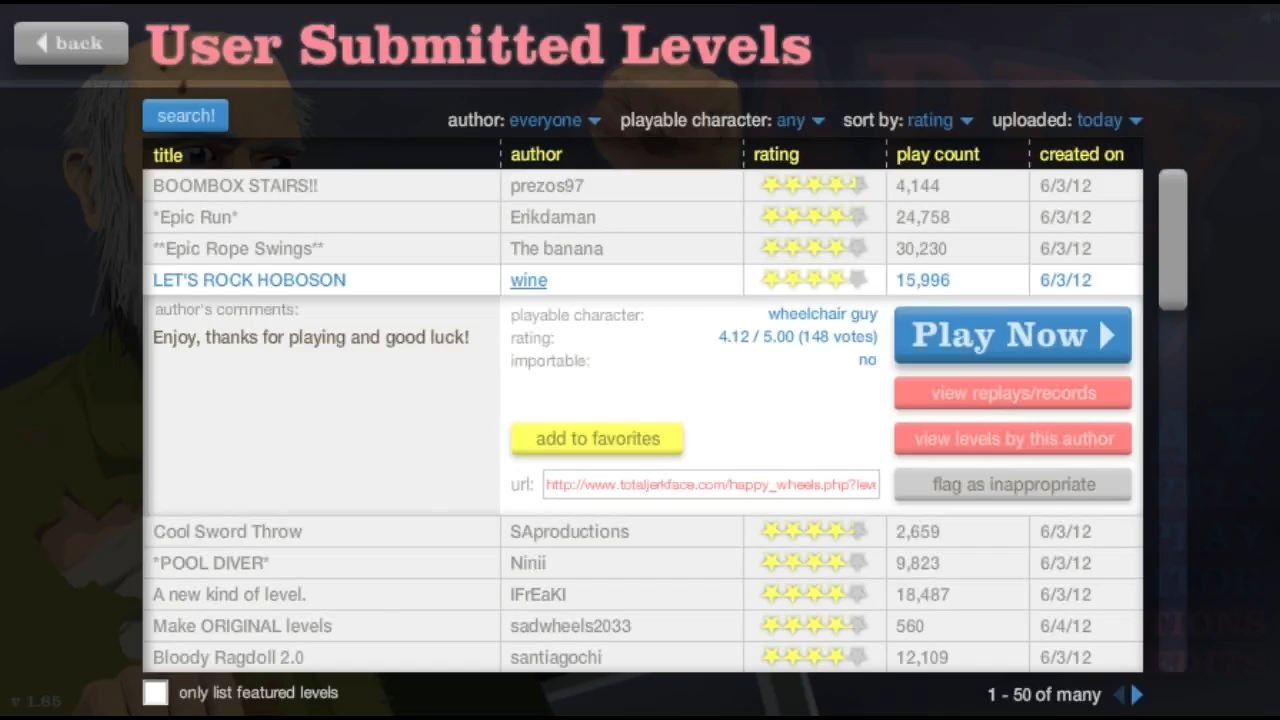 back
User Submitted Levels
search!
author: everyone playable character: any sort by: rating uploaded: today
title author rating play count created on
BOOMBOX STAIRS!! prezos97 4,144 6/3/12
*Epic Run* Erikdaman 24,758 6/3/12
**Epic Rope Swings** The banana 30,230 6/3/12
LET'S ROCK HOBOSON wine 15,996 6/3/12
author's comments:
Enjoy, thanks for playing and good luck!
playable character: wheelchair guy
rating: 4.12 / 5.00 (148 votes)
importable: no
add to favorites
url: http://www.totaljerkface.com/happy_wheels.php?leve
Play Now
view replays/records
view levels by this author
flag as inappropriate
Cool Sword Throw SAproductions 2,659 6/3/12
*POOL DIVER* Ninii 9,823 6/3/12
A new kind of level. IFrEaKI 18,487 6/3/12
Make ORIGINAL levels sadwheels2033 560 6/4/12
Bloody Ragdoll 2.0 santiagochi 12,109 6/3/12
only list featured levels
1 - 50 of many
v 1.65